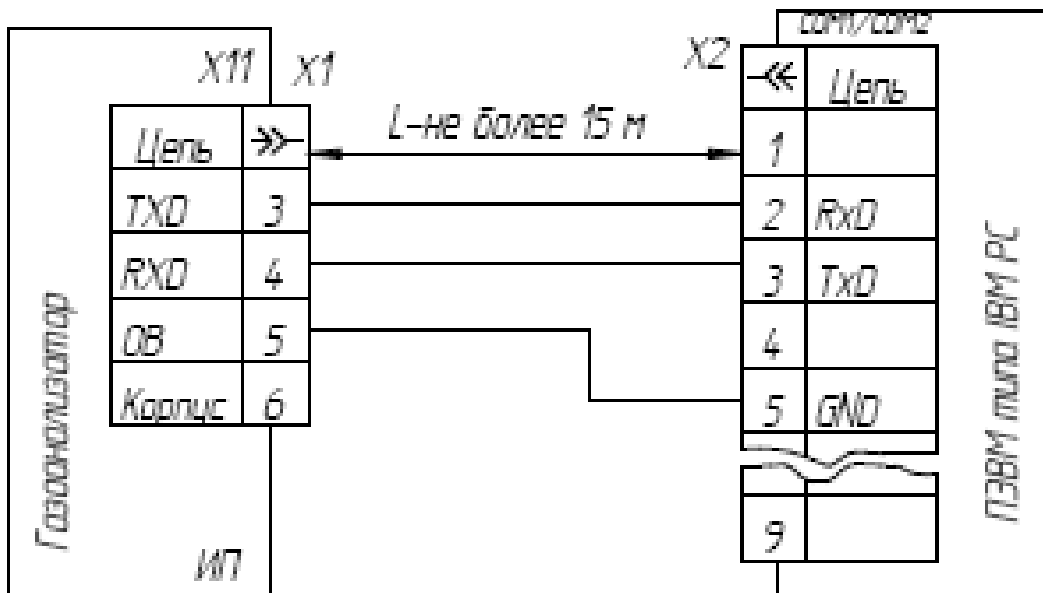 X11 X1
Цепь
TXD 3
RXD 4
0В 5
Корпус 6
Газоанализатор
ИП
L-не более 15 м
X2
COM1/COM2
Цепь
1
2 RxD
3 TxD
4
5 GND
9
ПЭВМ типа IBM PC